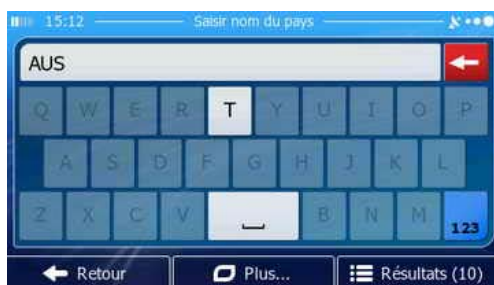 15:12 Saisir nom du pays
AUS
Q W E R T Y U I O P
A S D F G H J K L
Z X C V B N M 123
Retour Plus... Résultats (10)